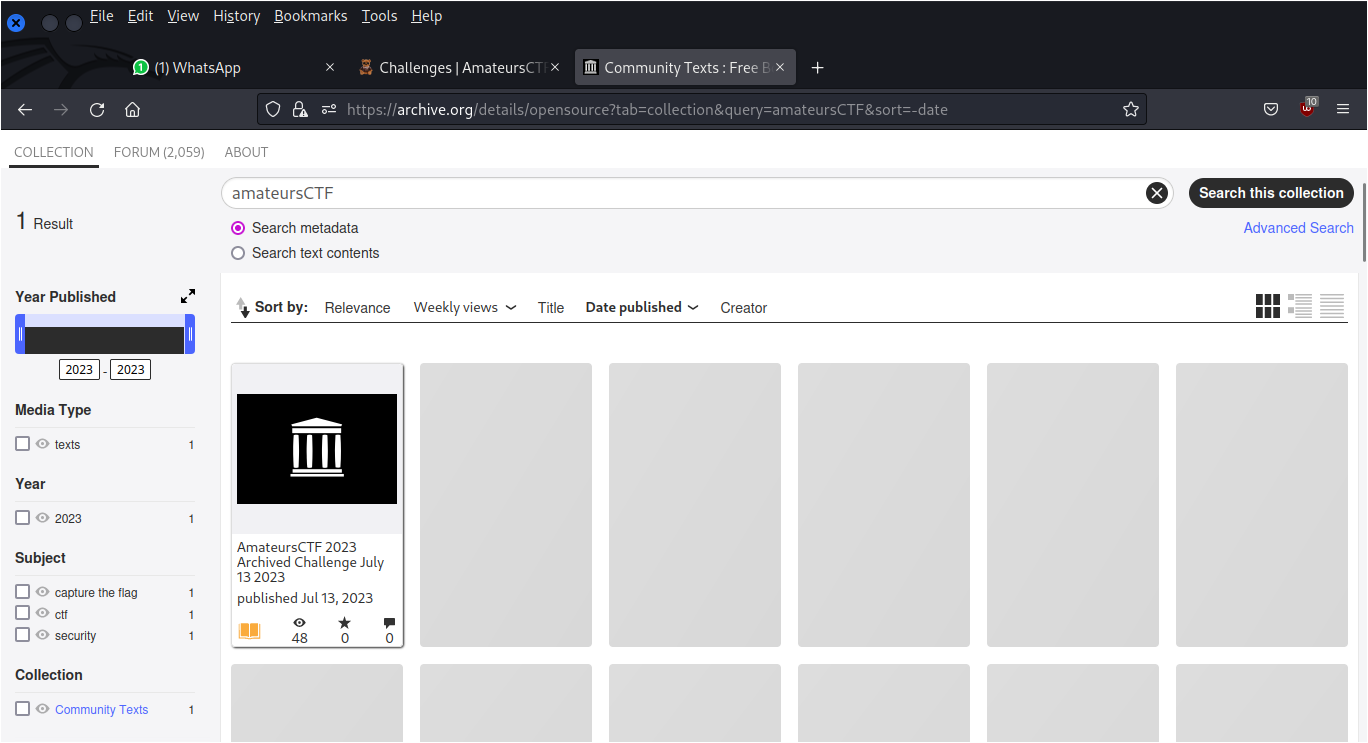 File Edit View History Bookmarks Tools Help
(1) WhatsApp
Challenges | AmateursCTF
Community Texts : Free B
https://archive.org/details/opensource?tab=collection&query=amateursCTF&sort=-date
10
COLLECTION FORUM (2,059) ABOUT
amateursCTF
Search this collection
1 Result
Search metadata
Advanced Search
Search text contents
Year Published
Sort by: Relevance Weekly views Title Date published Creator
2023 - 2023
Media Type
texts 1
Year
2023 1
Subject
capture the flag 1
ctf 1
security 1
Collection
Community Texts 1
AmateursCTF 2023
Archived Challenge July
13 2023
published Jul 13, 2023
48 0 0